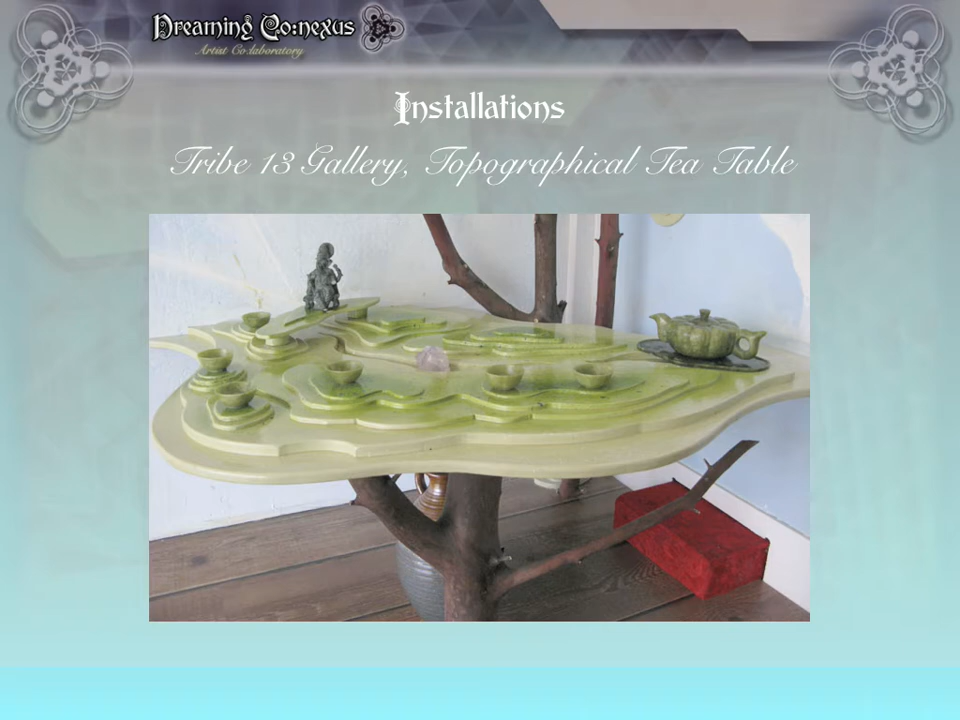 Dreaming Co:nexus
Artist Co:laboratory
Installations
Tribe 13 Gallery, Topographical Tea Table